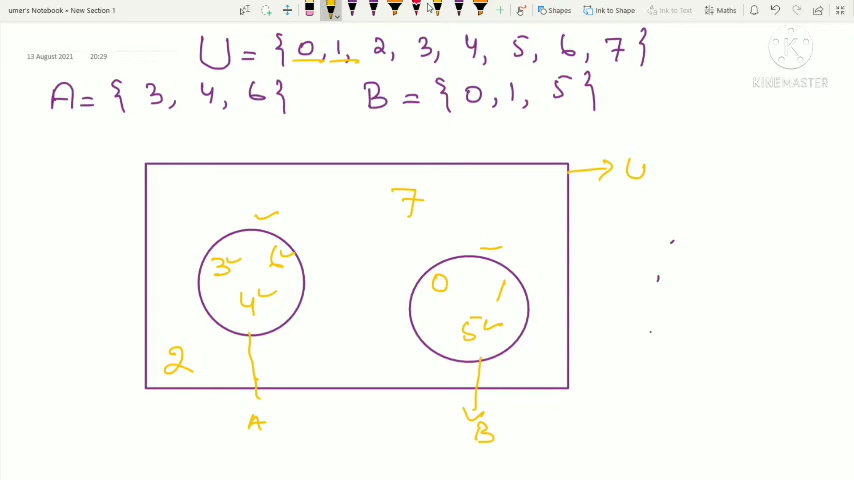 umer's Notebook » New Section 1
Shapes
Ink to Shape
Ink to Text
Maths
13 August 2021 20:29
U = { 0, 1, 2, 3, 4, 5, 6, 7 }
A = { 3, 4, 6 } B = { 0, 1, 5 }
K
KINEMASTER
U
7
3 6
4
0 1
5
2
A
B